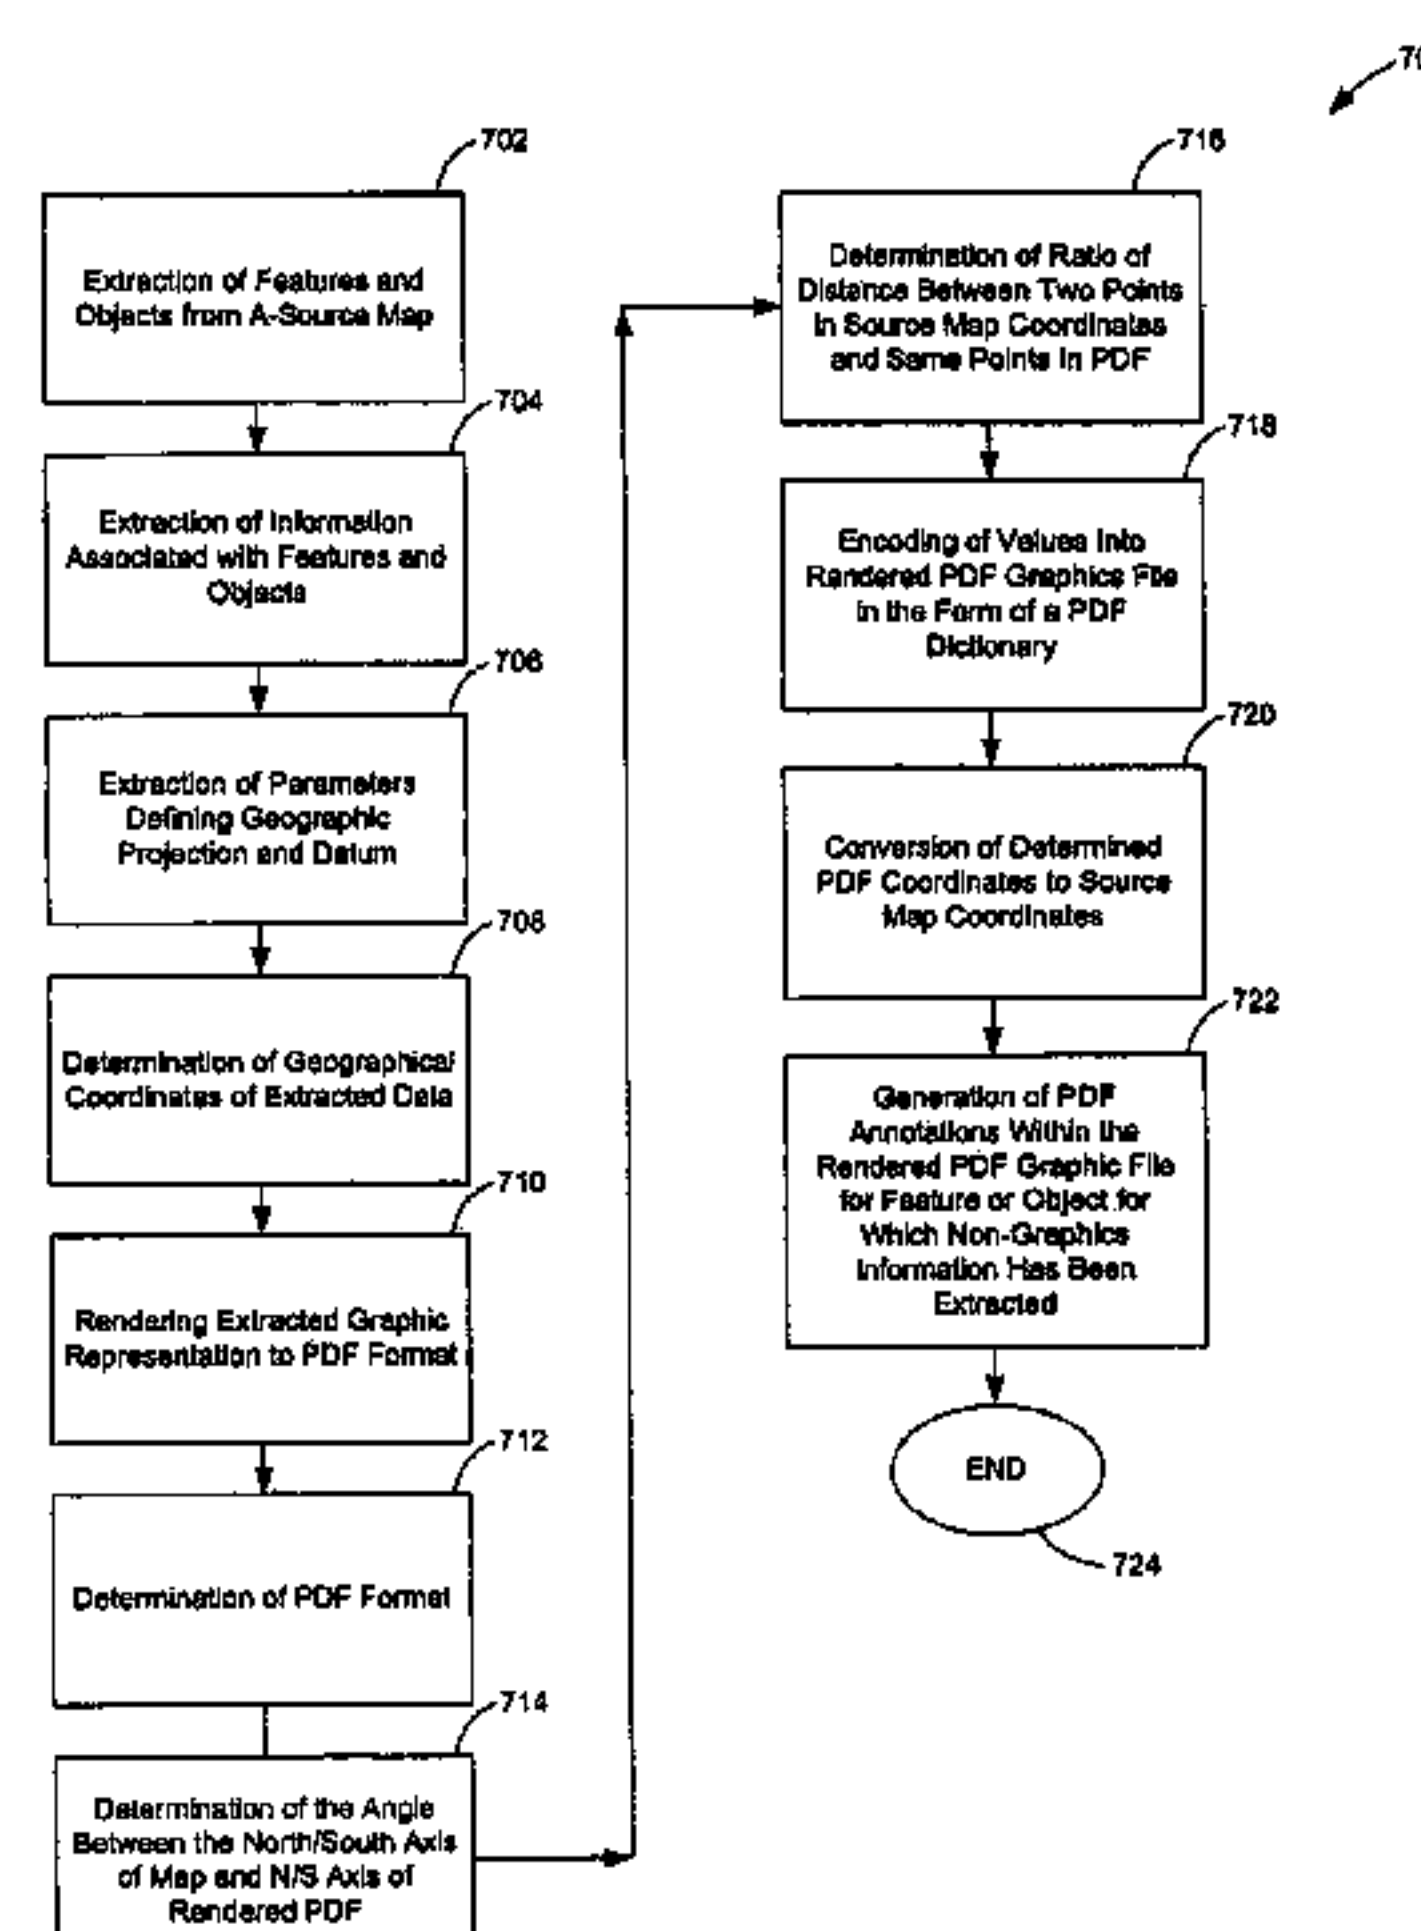 702
Extraction of Features and
Objects from A-Source Map
704
Extraction of Information
Associated with Features and
Objects
706
Extraction of Parameters
Defining Geographic
Projection and Datum
708
Determination of Geographical
Coordinates of Extracted Data
710
Rendering Extracted Graphic
Representation to PDF Format
712
Determination of PDF Format
714
Determination of the Angle
Between the North/South Axis
of Map and N/S Axis of
Rendered PDF
716
Determination of Ratio of
Distance Between Two Points
in Source Map Coordinates
and Same Points in PDF
718
Encoding of Values Into
Rendered PDF Graphics File
in the Form of a PDF
Dictionary
720
Conversion of Determined
PDF Coordinates to Source
Map Coordinates
722
Generation of PDF
Annotations Within the
Rendered PDF Graphic File
for Feature or Object for
Which Non-Graphics
Information Has Been
Extracted
END
724